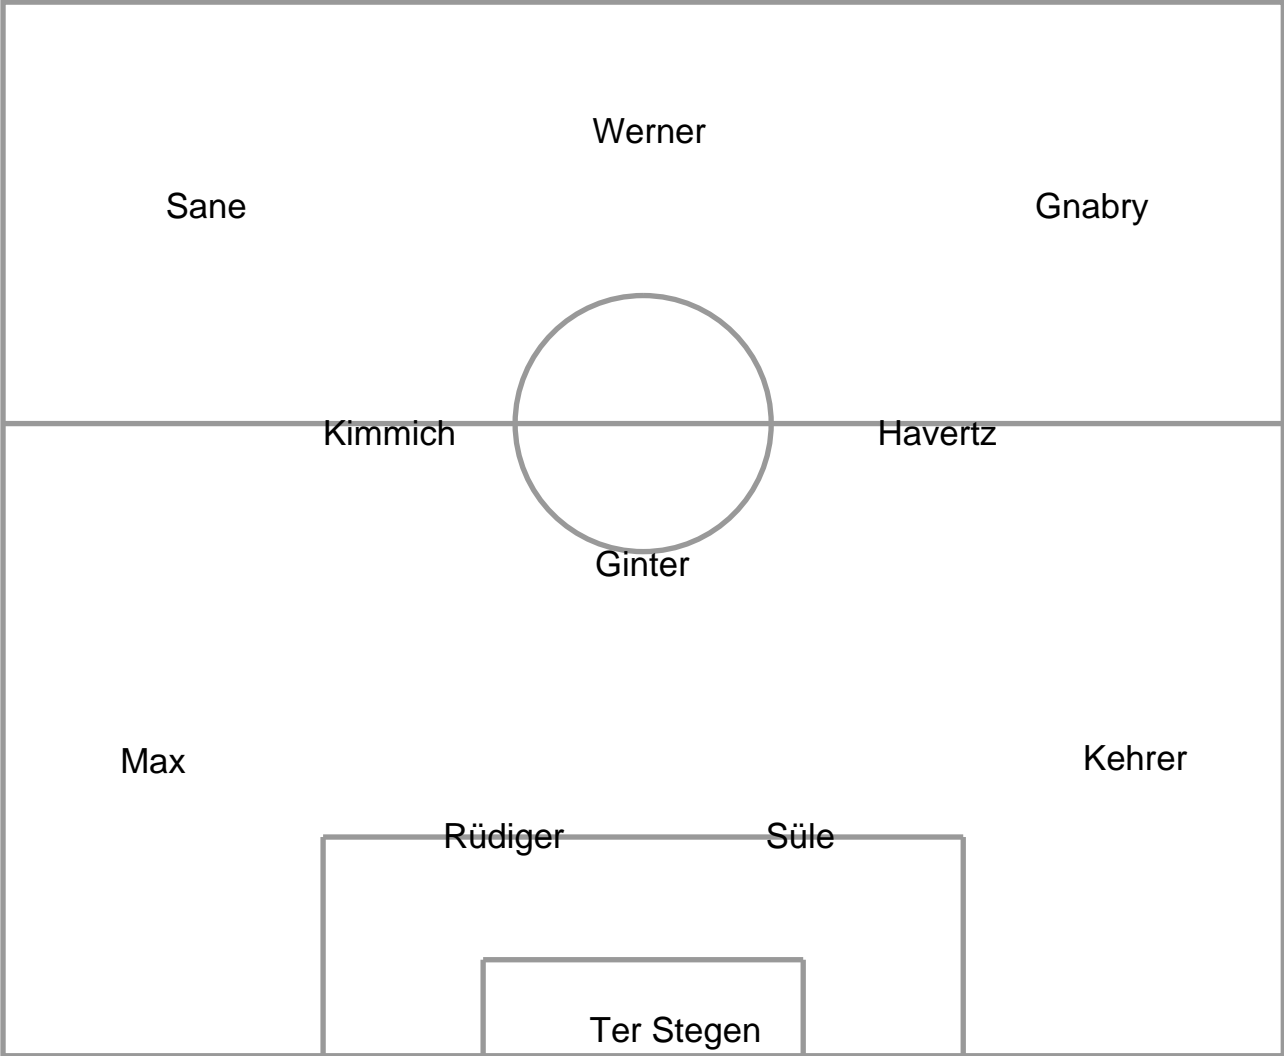 Werner
Sane
Gnabry
Kimmich
Havertz
Ginter
Max
Kehrer
Rüdiger
Süle
Ter Stegen